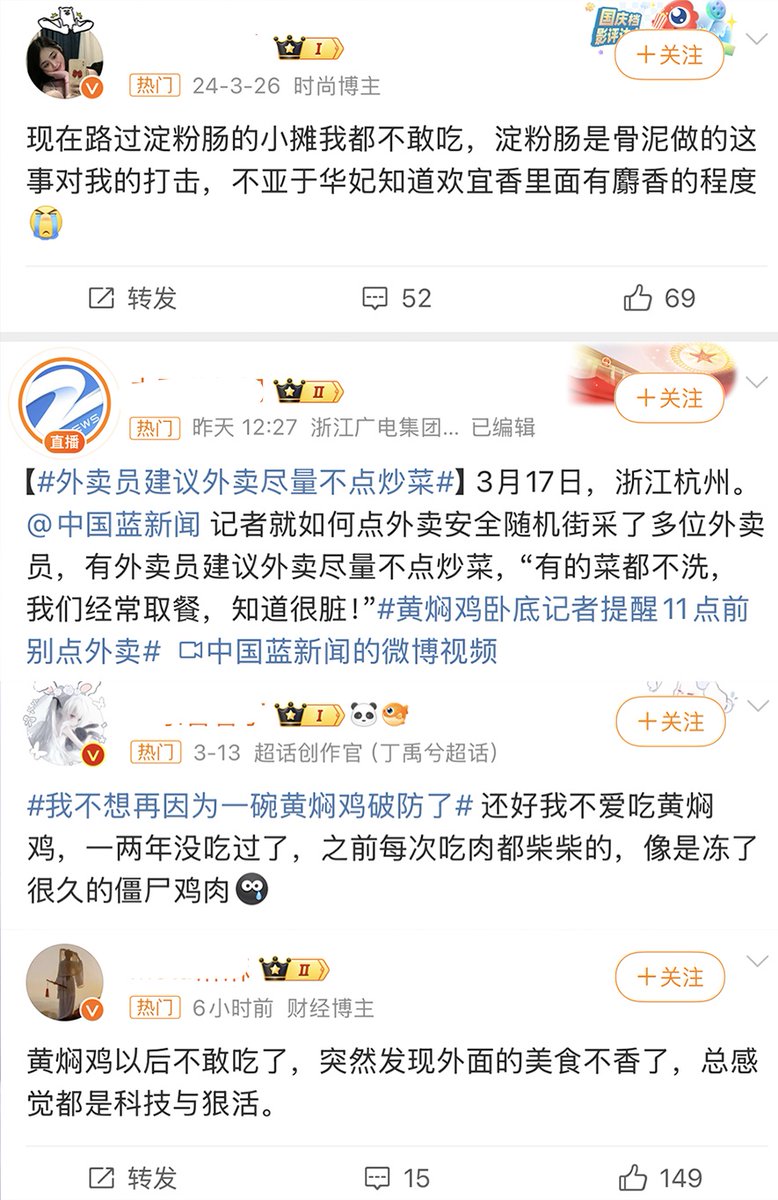 I
国庆档
+关注
热门 24-3-26 时尚博主
现在路过淀粉肠的小摊我都不敢吃，淀粉肠是骨泥做的这
事对我的打击，不亚于华妃知道欢宜香里面有麝香的程度
转发 52 69
II
+关注
NEWS
直播
热门 昨天 12:27 浙江广电集团... 已编辑
【#外卖员建议外卖尽量不点炒菜#】3月17日，浙江杭州。
@中国蓝新闻 记者就如何点外卖安全随机街采了多位外卖
员，有外卖员建议外卖尽量不点炒菜，“有的菜都不洗，
我们经常取餐，知道很脏！”#黄焖鸡卧底记者提醒11点前
别点外卖# 中国蓝新闻的微博视频
I
+关注
热门 3-13 超话创作官（丁禹兮超话）
#我不想再因为一碗黄焖鸡破防了# 还好我不爱吃黄焖
鸡，一两年没吃过了，之前每次吃肉都柴柴的，像是冻了
很久的僵尸鸡肉
II
+关注
热门 6小时前 财经博主
黄焖鸡以后不敢吃了，突然发现外面的美食不香了，总感
觉都是科技与狠活。
转发 15 149